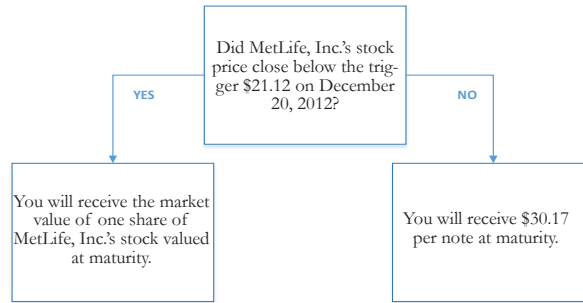 Did MetLife, Inc.'s stock
price close below the trig-
ger $21.12 on December
20, 2012?
YES
NO
You will receive the market
value of one share of
MetLife, Inc.'s stock valued
at maturity.
You will receive $30.17
per note at maturity.